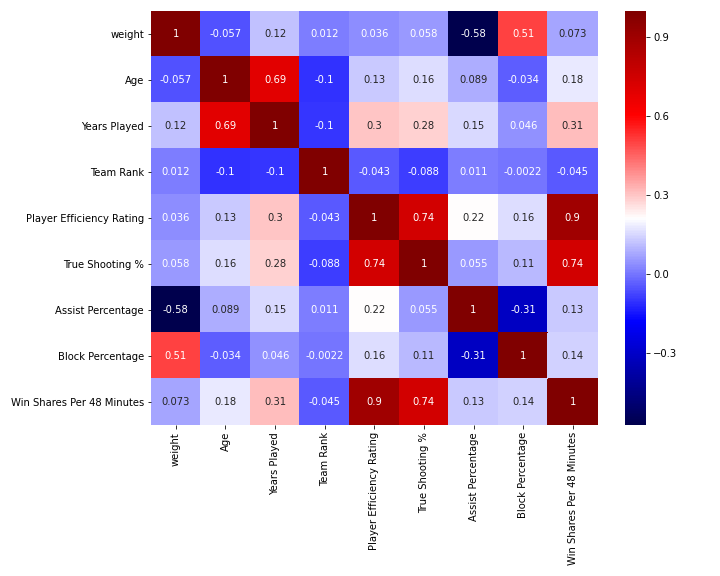 weight 1 -0.057 0.12 0.012 0.036 0.058 -0.58 0.51 0.073
Age -0.057 1 0.69 -0.1 0.13 0.16 0.089 -0.034 0.18
Years Played 0.12 0.69 1 -0.1 0.3 0.28 0.15 0.046 0.31
Team Rank 0.012 -0.1 -0.1 1 -0.043 -0.088 0.011 -0.0022 -0.045
Player Efficiency Rating 0.036 0.13 0.3 -0.043 1 0.74 0.22 0.16 0.9
True Shooting % 0.058 0.16 0.28 -0.088 0.74 1 0.055 0.11 0.74
Assist Percentage -0.58 0.089 0.15 0.011 0.22 0.055 1 -0.31 0.13
Block Percentage 0.51 -0.034 0.046 -0.0022 0.16 0.11 -0.31 1 0.14
Win Shares Per 48 Minutes 0.073 0.18 0.31 -0.045 0.9 0.74 0.13 0.14 1
weight
Age
Years Played
Team Rank
Player Efficiency Rating
True Shooting %
Assist Percentage
Block Percentage
Win Shares Per 48 Minutes
0.9
0.6
0.3
0.0
-0.3